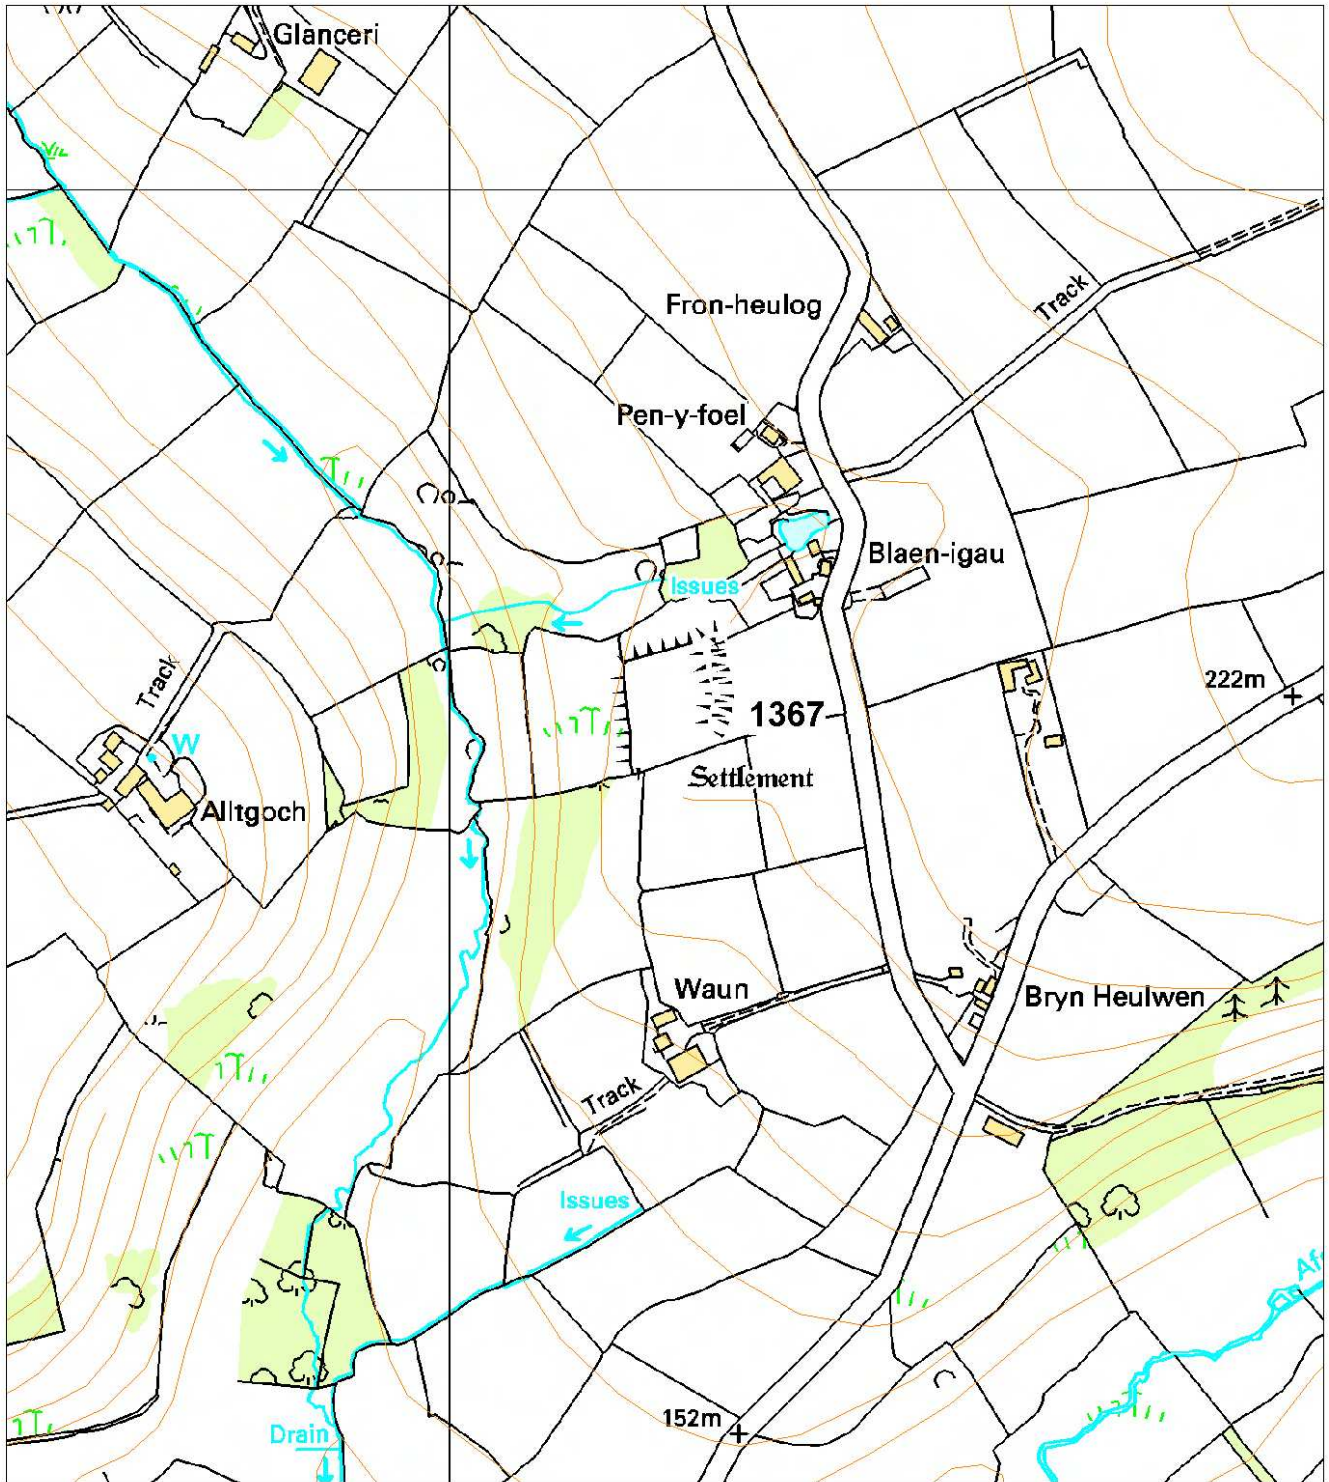 Glanceri
Track
Fron-heulog
Pen-y-foel
Blaen-igau
Issues
Track
222m
1367
W
Settlement
Alltgoch
Waun
Bryn Heulwen
Track
Issues
Af
152m
Drain